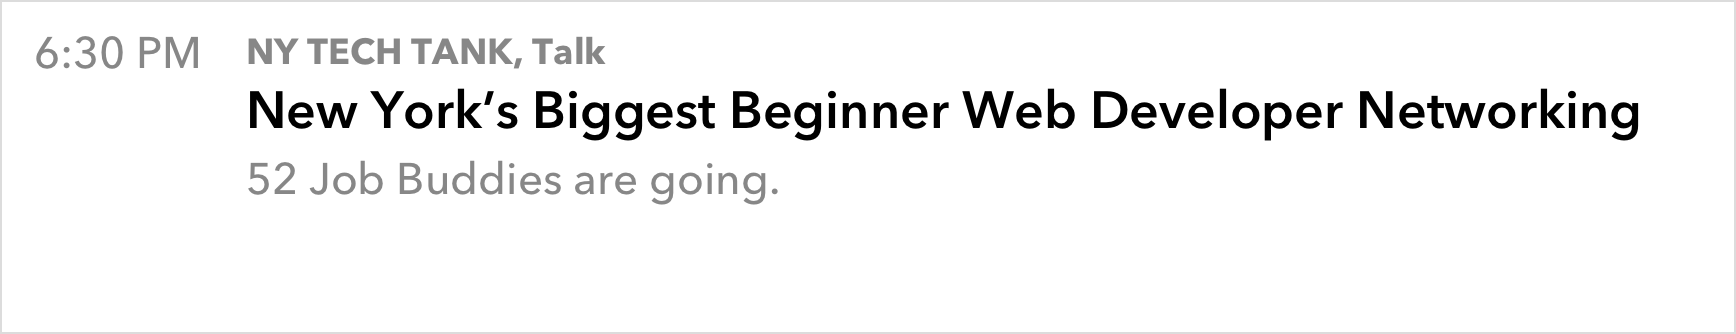 6:30 PM NY TECH TANK, Talk
New York’s Biggest Beginner Web Developer Networking
52 Job Buddies are going.